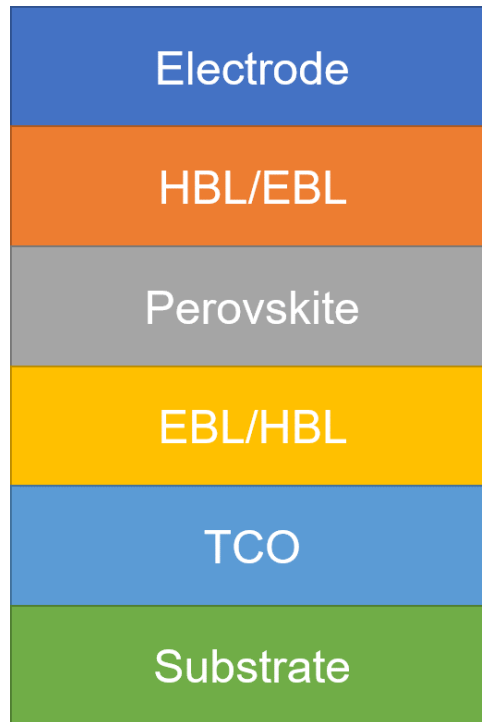 Electrode
HBL/EBL
Perovskite
EBL/HBL
TCO
Substrate